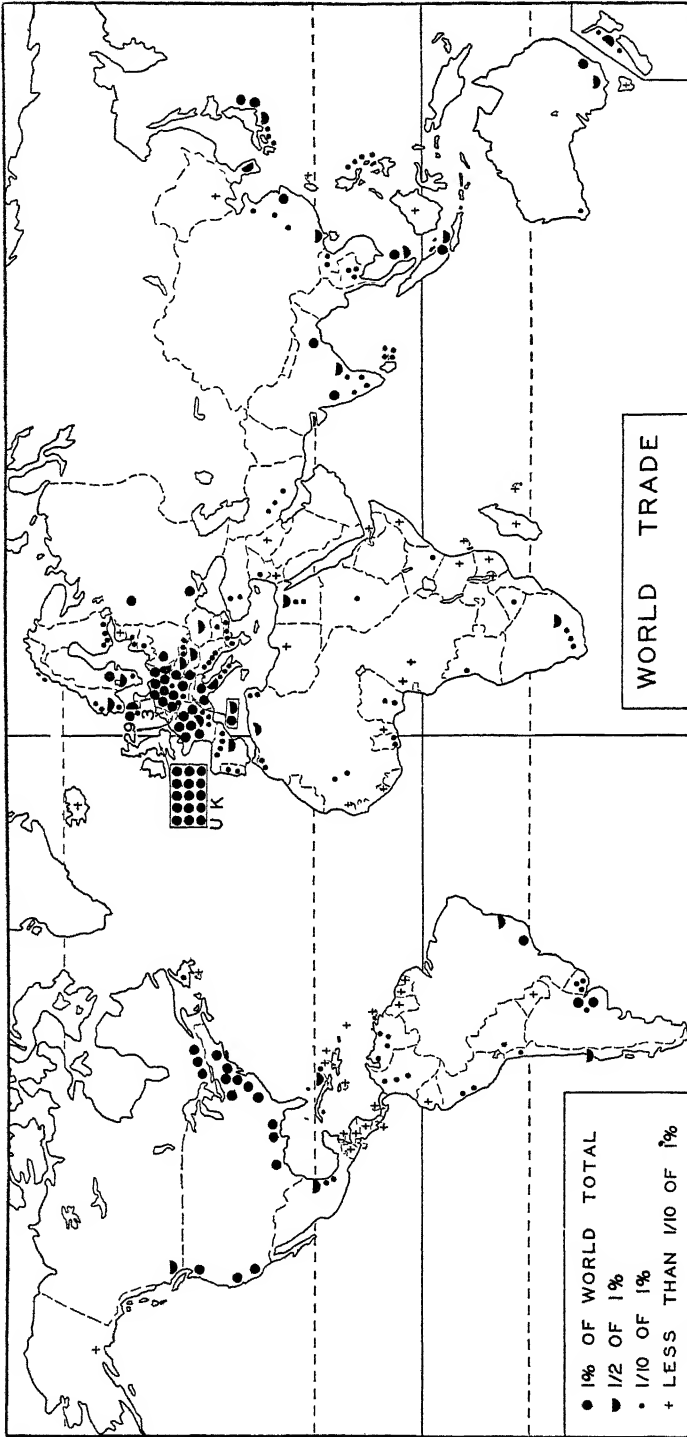 29
3
U K
WORLD TRADE
1% OF WORLD TOTAL
1/2 OF 1%
1/10 OF 1%
+ LESS THAN 1/10 OF 1%